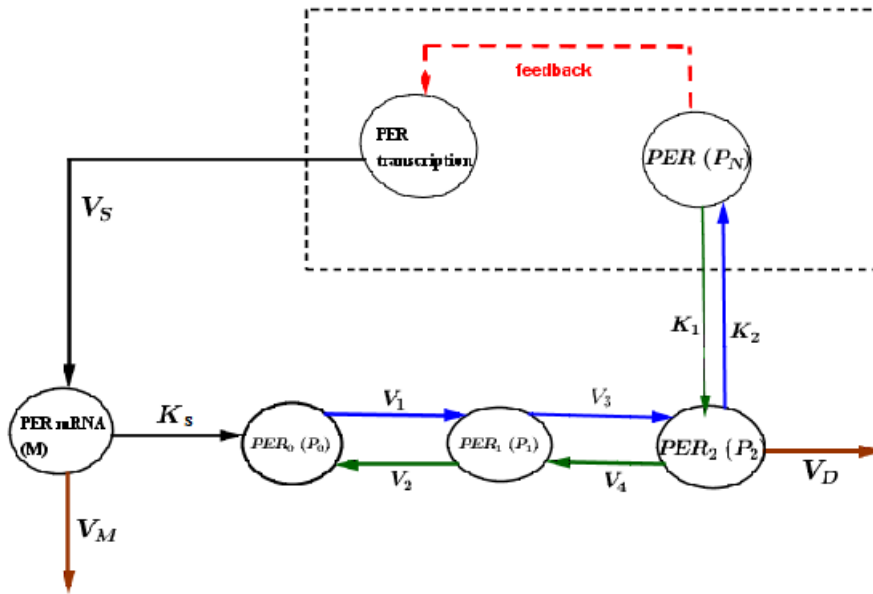 feedback
PER
transcription
PER (P_N)
V_S
K_1
K_2
PER mRNA
(M)
K_s
PER_0 (P_0)
V_1
V_2
PER_1 (P_1)
V_3
V_4
PER_2 (P_2
V_D
V_M